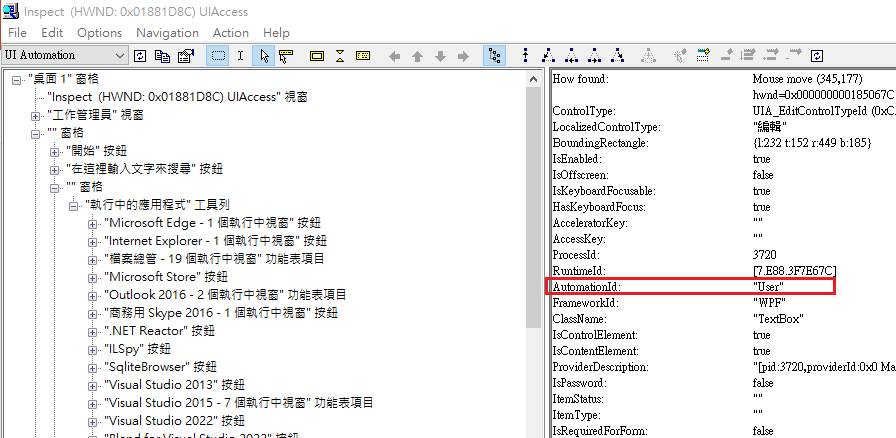 Inspect (HWND: 0x01881D8C) UIAccess
File Edit Options Navigation Action Help
UI Automation
"桌面 1" 窗格
"Inspect (HWND: 0x01881D8C) UIAccess" 視窗
"工作管理員" 視窗
"" 窗格
"開始" 按鈕
"在這裡輸入文字來搜尋" 按鈕
"" 窗格
"執行中的應用程式" 工具列
"Microsoft Edge - 1 個執行中視窗" 按鈕
"Internet Explorer - 1 個執行中視窗" 按鈕
"檔案總管 - 19 個執行中視窗" 功能表項目
"Microsoft Store" 按鈕
"Outlook 2016 - 2 個執行中視窗" 功能表項目
"商務用 Skype 2016 - 1 個執行中視窗" 按鈕
".NET Reactor" 按鈕
"ILSpy" 按鈕
"SqliteBrowser" 按鈕
"Visual Studio 2013" 按鈕
"Visual Studio 2015 - 7 個執行中視窗" 功能表項目
"Visual Studio 2022" 按鈕
"Blend for Visual Studio 2022" 按鈕
How found: Mouse move (345,177)
hwnd=0x000000000185067C
ControlType: UIA_EditControlTypeId (0xC
LocalizedControlType: "編輯"
BoundingRectangle: {l:232 t:152 r:449 b:185}
IsEnabled: true
IsOffscreen: false
IsKeyboardFocusable: true
HasKeyboardFocus: true
AcceleratorKey: ""
AccessKey: ""
ProcessId: 3720
RuntimeId: [7.E88.3F7E67C]
AutomationId: "User"
FrameworkId: "WPF"
ClassName: "TextBox"
IsControlElement: true
IsContentElement: true
ProviderDescription: "[pid:3720,providerId:0x0 Ma
IsPassword: false
ItemStatus: ""
ItemType: ""
IsRequiredForForm: false